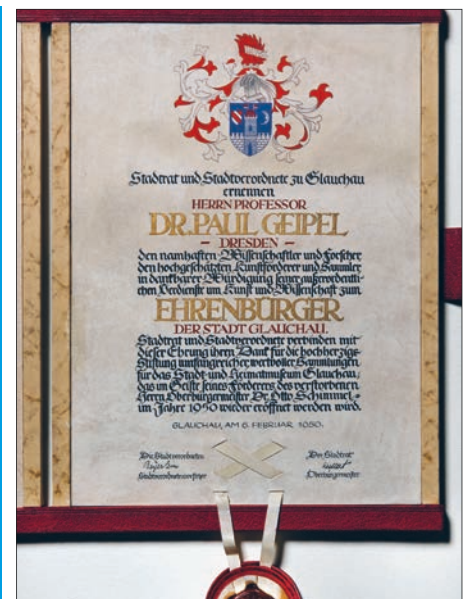 Stadtrat und Stadtverordnete zu Glauchau
ernennen
HERRN PROFESSOR
DR. PAUL GEIPEL
– DRESDEN –
den namhaften Wissenschaftler und Forscher
den hochgeschätzten Kunstförderer und Sammler
in dankbarer Würdigung seiner außerordentli-
chen Verdienste um Kunst und Wissenschaft zum
EHRENBÜRGER
DER STADT GLAUCHAU.
Stadtrat und Stadtverordnete verbinden mit
dieser Ehrung ihren Dank für die hochherzige
Stiftung umfangreicher, wertvoller Sammlungen
für das Stadt- und Heimatmuseum Glauchau,
das im Geiste seines Förderers des verstorbenen
Herrn Oberbürgermeister Dr. Otto Schimmel
im Jahre 1950 wieder eröffnet werden wird.
GLAUCHAU, AM 6. FEBRUAR 1950.
Die Stadtverordneten
Stadtverordnetenvorsteher
Der Stadtrat
Oberbürgermeister